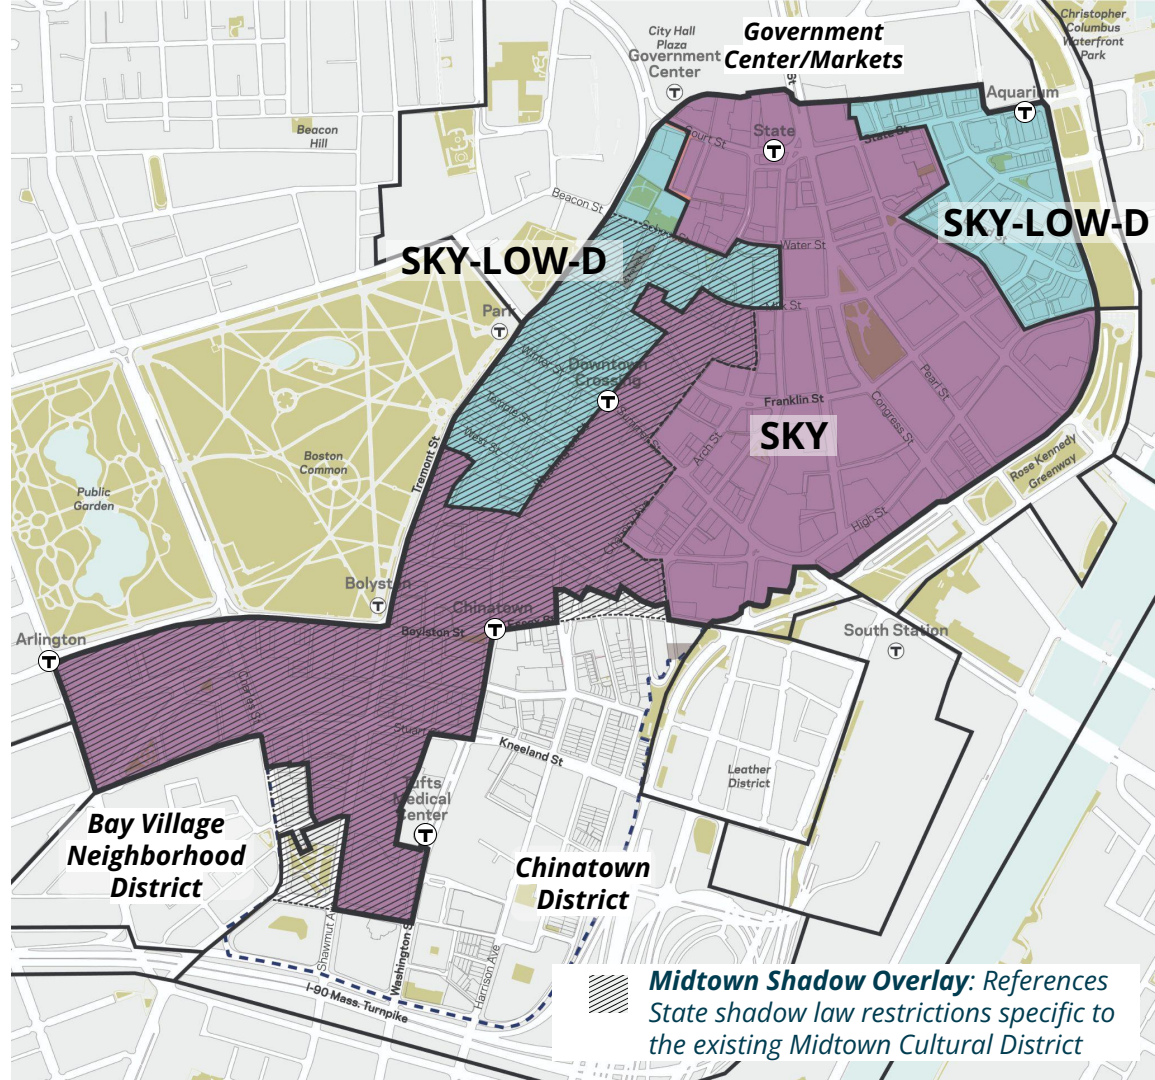 Christopher
Columbus
Waterfront
Park
City Hall
Plaza
Government
Center
Government
Center/Markets
Aquarium
T
T
Beacon
Hill
Court St
State
T
State St
Beacon St
SKY-LOW-D
SKY-LOW-D
Water St
Park
T
Milk St
Winter St
Downtown
Crossing
T
Temple St
West St
Summer St
Franklin St
Pearl St
Congress St
SKY
Arch St
Tremont St
Boston
Common
Public
Garden
Rose Kennedy
Greenway
High St
Bolyston
T
Chinatown
T
Boylston St
Essex St
Arlington
T
South Station
T
Charles St
Stuart
Kneeland St
Leather
District
Tufts
Medical
Center
T
Bay Village
Neighborhood
District
Chinatown
District
Shawmut A
Washington S
Harrison Ave
I-90 Mass. Turnpike
Midtown Shadow Overlay: References
State shadow law restrictions specific to
the existing Midtown Cultural District